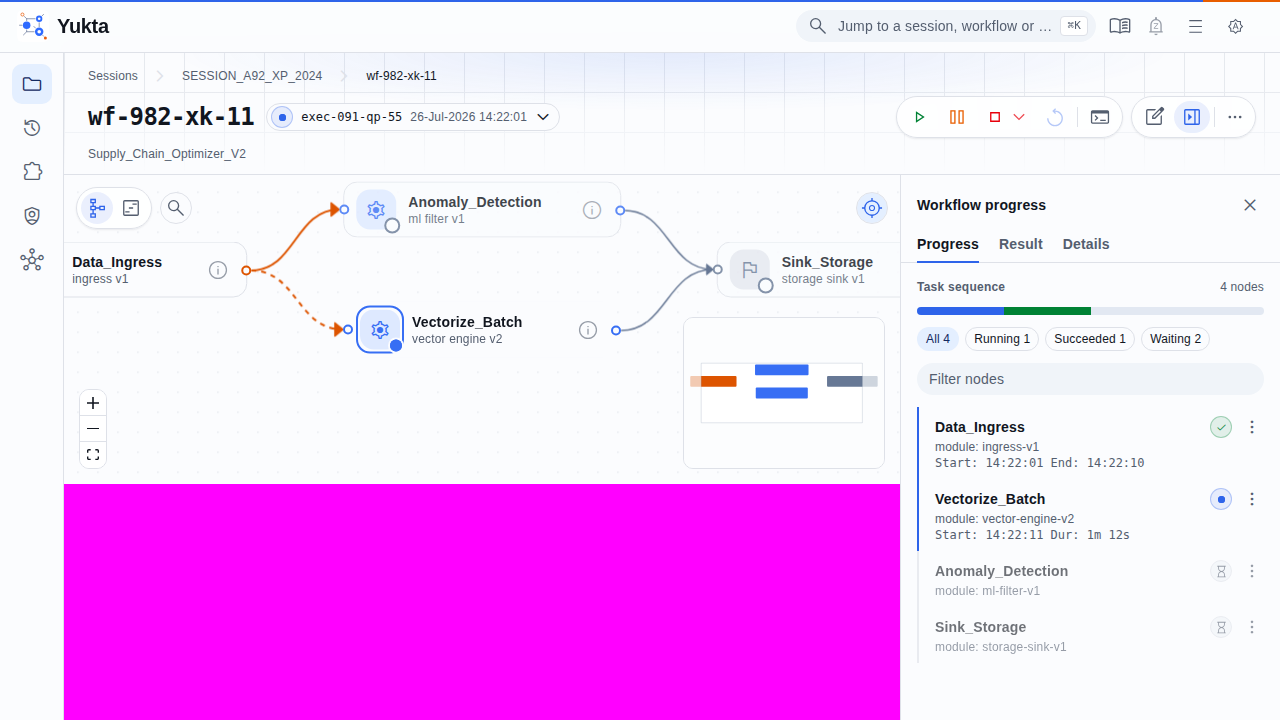 Yukta
Jump to a session, workflow or …
⌘K
Sessions
SESSION_A92_XP_2024
wf-982-xk-11
wf-982-xk-11
exec-091-qp-55 26-Jul-2026 14:22:01
Supply_Chain_Optimizer_V2
Anomaly_Detection
ml filter v1
Data_Ingress
ingress v1
Sink_Storage
storage sink v1
Vectorize_Batch
vector engine v2
Workflow progress
Progress Result Details
Task sequence 4 nodes
All 4 Running 1 Succeeded 1 Waiting 2
Filter nodes
Data_Ingress
module: ingress-v1
Start: 14:22:01 End: 14:22:10
Vectorize_Batch
module: vector-engine-v2
Start: 14:22:11 Dur: 1m 12s
Anomaly_Detection
module: ml-filter-v1
Sink_Storage
module: storage-sink-v1